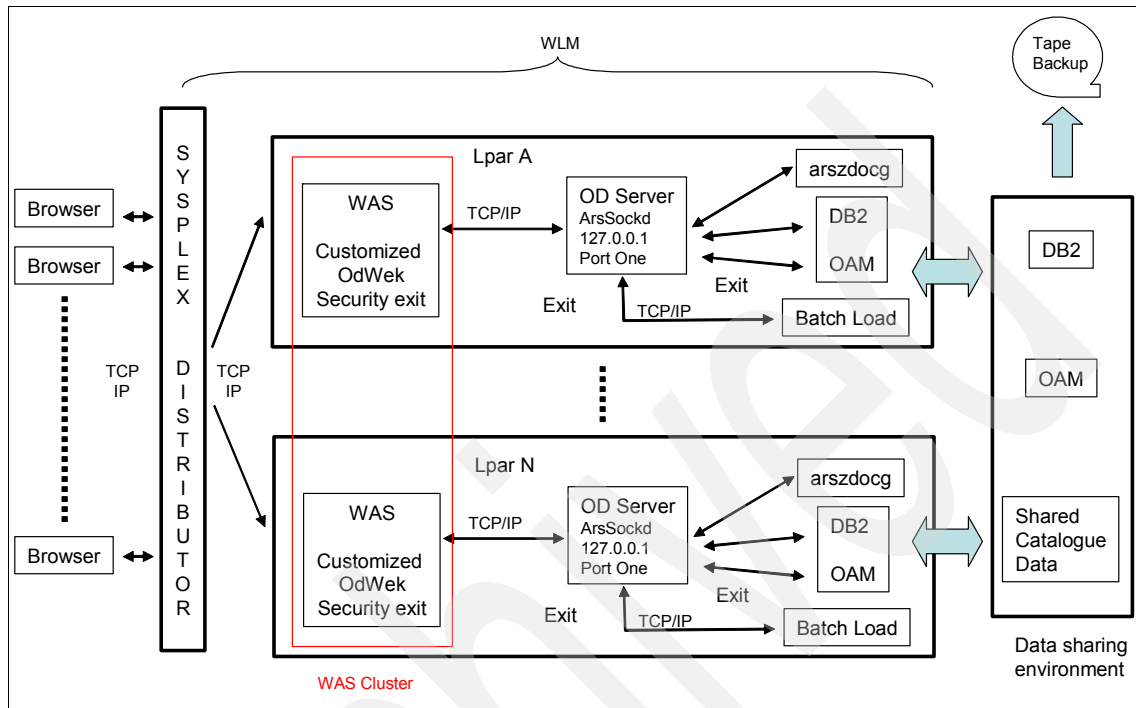 WLM
Tape
Backup
Browser
Browser
Browser
TCP
IP
SYSPLEX DISTRIBUTOR
TCP
IP
Lpar A
WAS
Customized
OdWek
Security exit
TCP/IP
OD Server
ArsSockd
127.0.0.1
Port One
Exit
TCP/IP
Exit
arszdocg
DB2
OAM
Batch Load
Lpar N
WAS
Customized
OdWek
Security exit
TCP/IP
OD Server
ArsSockd
127.0.0.1
Port One
Exit
TCP/IP
Exit
arszdocg
DB2
OAM
Batch Load
WAS Cluster
DB2
OAM
Shared
Catalogue
Data
Data sharing
environment